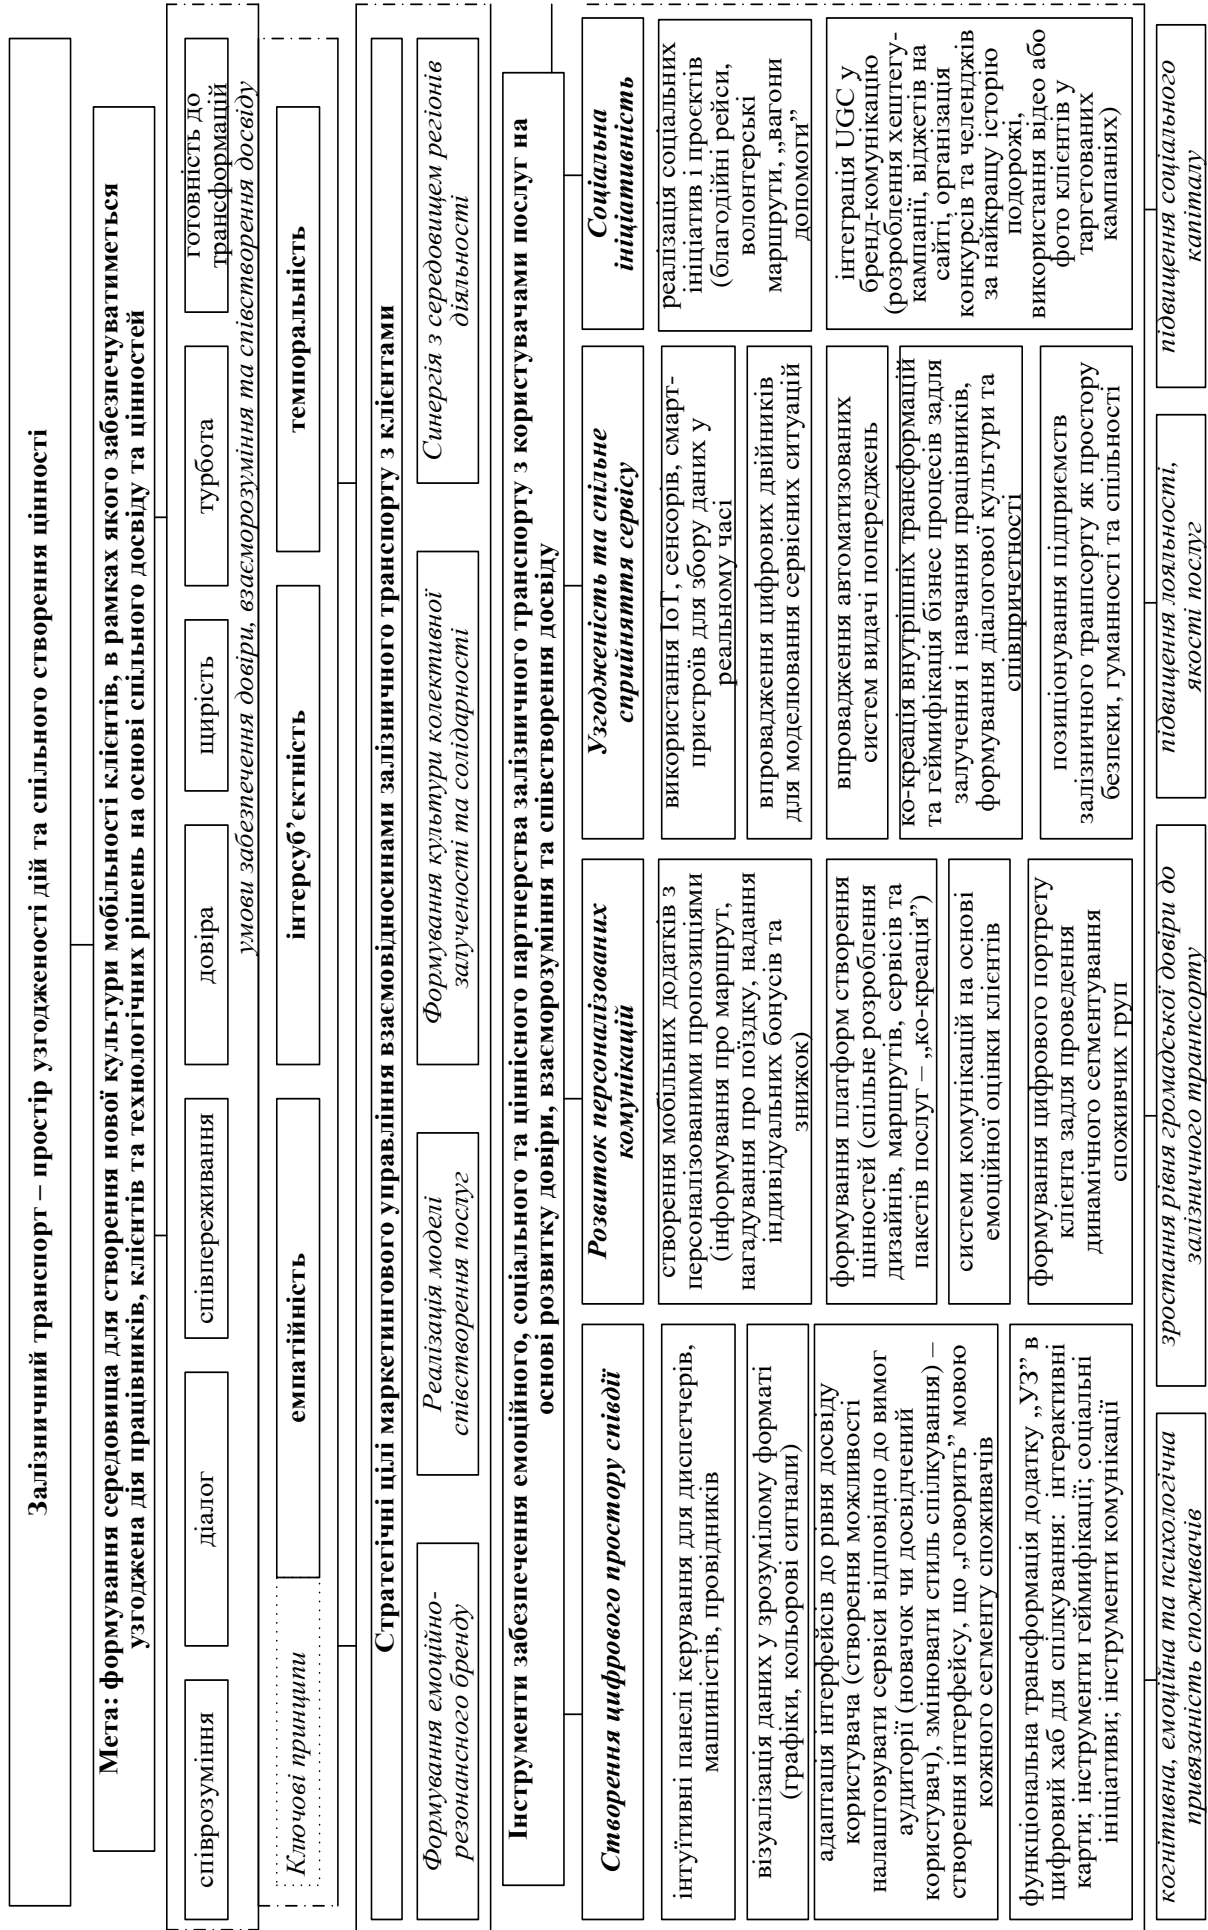 Залізничний транспорт – простір узгодженості дій та спільного створення цінності
Мета: формування середовища для створення нової культури мобільності клієнтів, в рамках якого забезпечуватиметься
узгоджена дія працівників, клієнтів та технологічних рішень на основі спільного досвіду та цінностей
співрозуміння
діалог
співпереживання
довіра
щирість
турбота
готовність до
трансформацій
умови забезпечення довіри, взаєморозуміння та співстворення досвіду
Ключові принципи
емпатійність
інтерсуб’єктність
темпоральність
Стратегічні цілі маркетингового управління взаємовідносинами залізничного транспорту з клієнтами
Формування емоційно-
резонансного бренду
Реалізація моделі
співстворення послуг
Формування культури колективної
залученості та солідарності
Синергія з середовищем регіонів
діяльності
Інструменти забезпечення емоційного, соціального та ціннісного партнерства залізничного транспорту з користувачами послуг на
основі розвитку довіри, взаєморозуміння та співстворення досвіду
Створення цифрового простору співдії
інтуїтивні панелі керування для диспетчерів,
машиністів, провідників
візуалізація даних у зрозумілому форматі
(графіки, кольорові сигнали)
адаптація інтерфейсів до рівня досвіду
користувача (створення можливості
налаштовувати сервіси відповідно до вимог
аудиторії (новачок чи досвідчений
користувач), змінювати стиль спілкування) –
створення інтерфейсу, що „говорить” мовою
кожного сегменту споживачів
функціональна трансформація додатку „УЗ” в
цифровий хаб для спілкування: інтерактивні
карти; інструменти геймифікації; соціальні
ініціативи; інструменти комунікації
Розвиток персоналізованих
комунікацій
створення мобільних додатків з
персоналізованими пропозиціями
(інформування про маршрут,
нагадування про поїздку, надання
індивідуальних бонусів та
знижок)
формування платформ створення
цінностей (спільне розроблення
дизайнів, маршрутів, сервісів та
пакетів послуг – „ко-креація”)
системи комунікацій на основі
емоційної оцінки клієнтів
формування цифрового портрету
клієнта задля проведення
динамічного сегментування
споживчих груп
Узгодженість та спільне
сприйняття сервісу
використання IoT, сенсорів, смарт-
пристроїв для збору даних у
реальному часі
впровадження цифрових двійників
для моделювання сервісних ситуацій
впровадження автоматизованих
систем видачі попереджень
ко-креація внутрішніх трансформацій
та геймифікація бізнес процесів задля
залучення і навчання працівників,
формування діалогової культури та
співпричетності
позиціонування підприємств
залізничного транпорту як простору
безпеки, гуманності та спільності
Соціальна
ініціативність
реалізація соціальних
ініціатив і проєктів
(благодійні рейси,
волонтерські
маршрути, „вагони
допомоги”
інтеграція UGC у
бренд-комунікацію
(розроблення хештегу-
кампанії, віджетів на
сайті, організація
конкурсів та челенджів
за найкращу історію
подорожі,
використання відео або
фото клієнтів у
таргетованих
кампаніях)
когнітивна, емоційна та психологічна
привязаність споживачів
зростання рівня громадської довіри до
залізничного трапсорту
підвищення лояльності,
якості послуг
підвищення соціального
капіталу